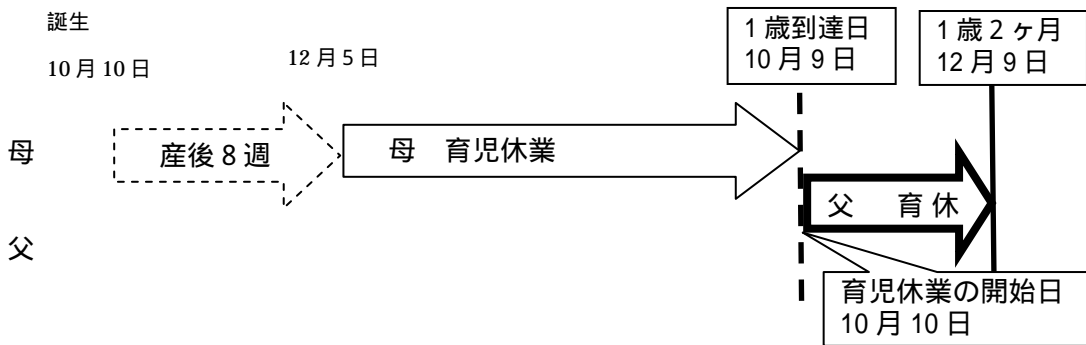 誕生
10月10日
12月5日
1歳到達日
10月9日
1歳2ヶ月
12月9日
母
産後8週
母 育児休業
父 育休
父
育児休業の開始日
10月10日